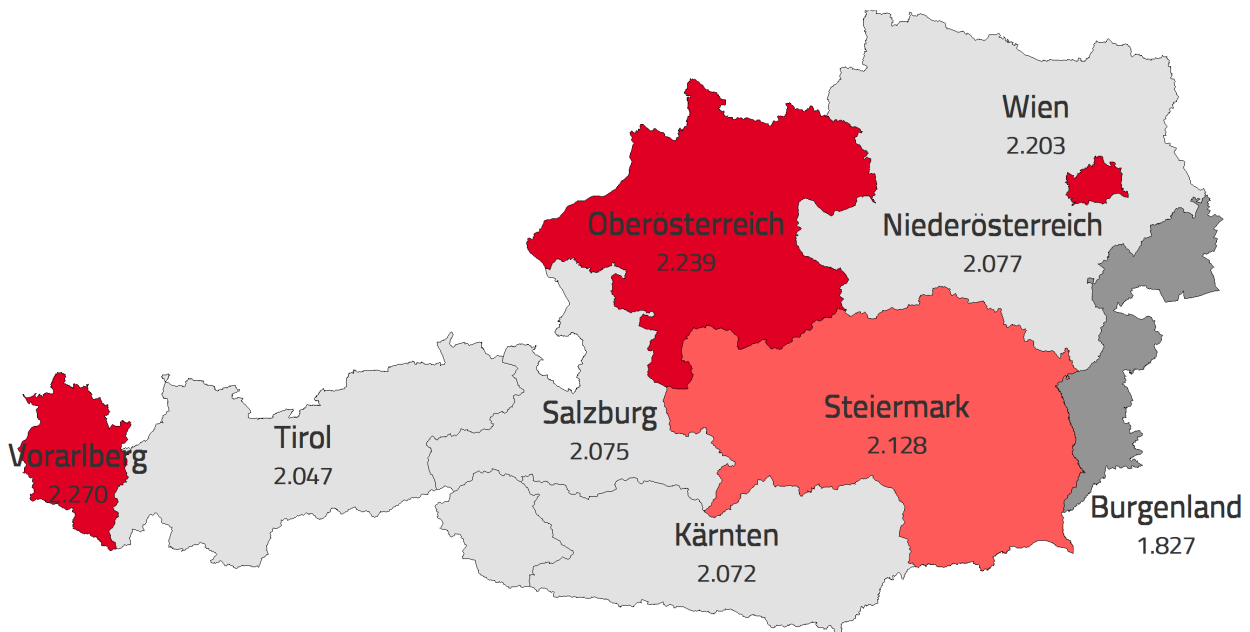 Wien
2.203
Oberösterreich
2.239
Niederösterreich
2.077
Vorarlberg
2.270
Tirol
2.047
Salzburg
2.075
Steiermark
2.128
Kärnten
2.072
Burgenland
1.827